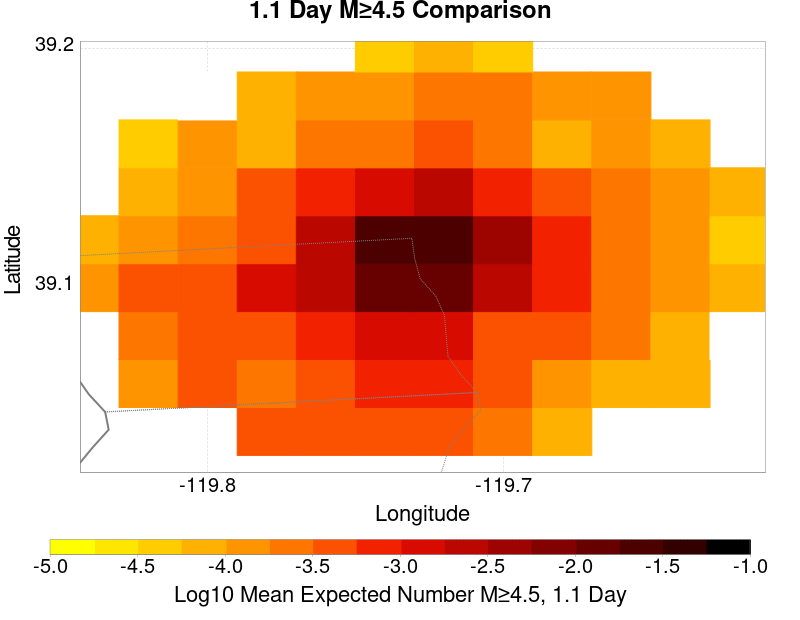 1.1 Day M≥4.5 Comparison
39.2
39.1
Latitude
-119.8 -119.7
Longitude
-5.0 -4.5 -4.0 -3.5 -3.0 -2.5 -2.0 -1.5 -1.0
Log10 Mean Expected Number M≥4.5, 1.1 Day